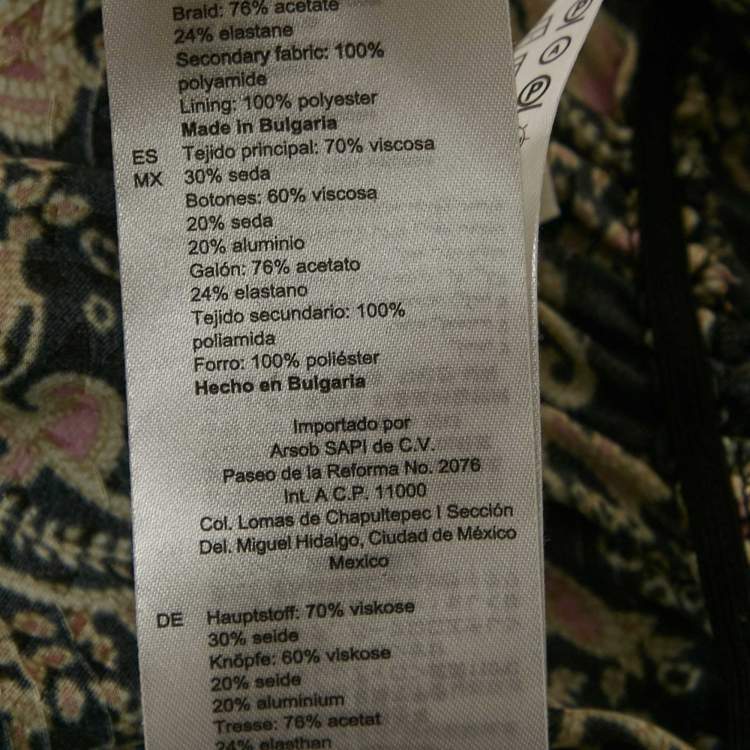 Braid: 76% acetate
24% elastane
Secondary fabric: 100%
polyamide
Lining: 100% polyester
Made in Bulgaria
ES Tejido principal: 70% viscosa
MX 30% seda
Botones: 60% viscosa
20% seda
20% aluminio
Galón: 76% acetato
24% elastano
Tejido secundario: 100%
poliamida
Forro: 100% poliéster
Hecho en Bulgaria
Importado por
Arsob SAPI de C.V.
Paseo de la Reforma No. 2076
Int. A C.P. 11000
Col. Lomas de Chapultepec I Sección
Del. Miguel Hidalgo, Ciudad de México
Mexico
DE Hauptstoff: 70% viskose
30% seide
Knöpfe: 60% viskose
20% seide
20% aluminium
Tresse: 76% acetat
24% elasthan
P
A
P